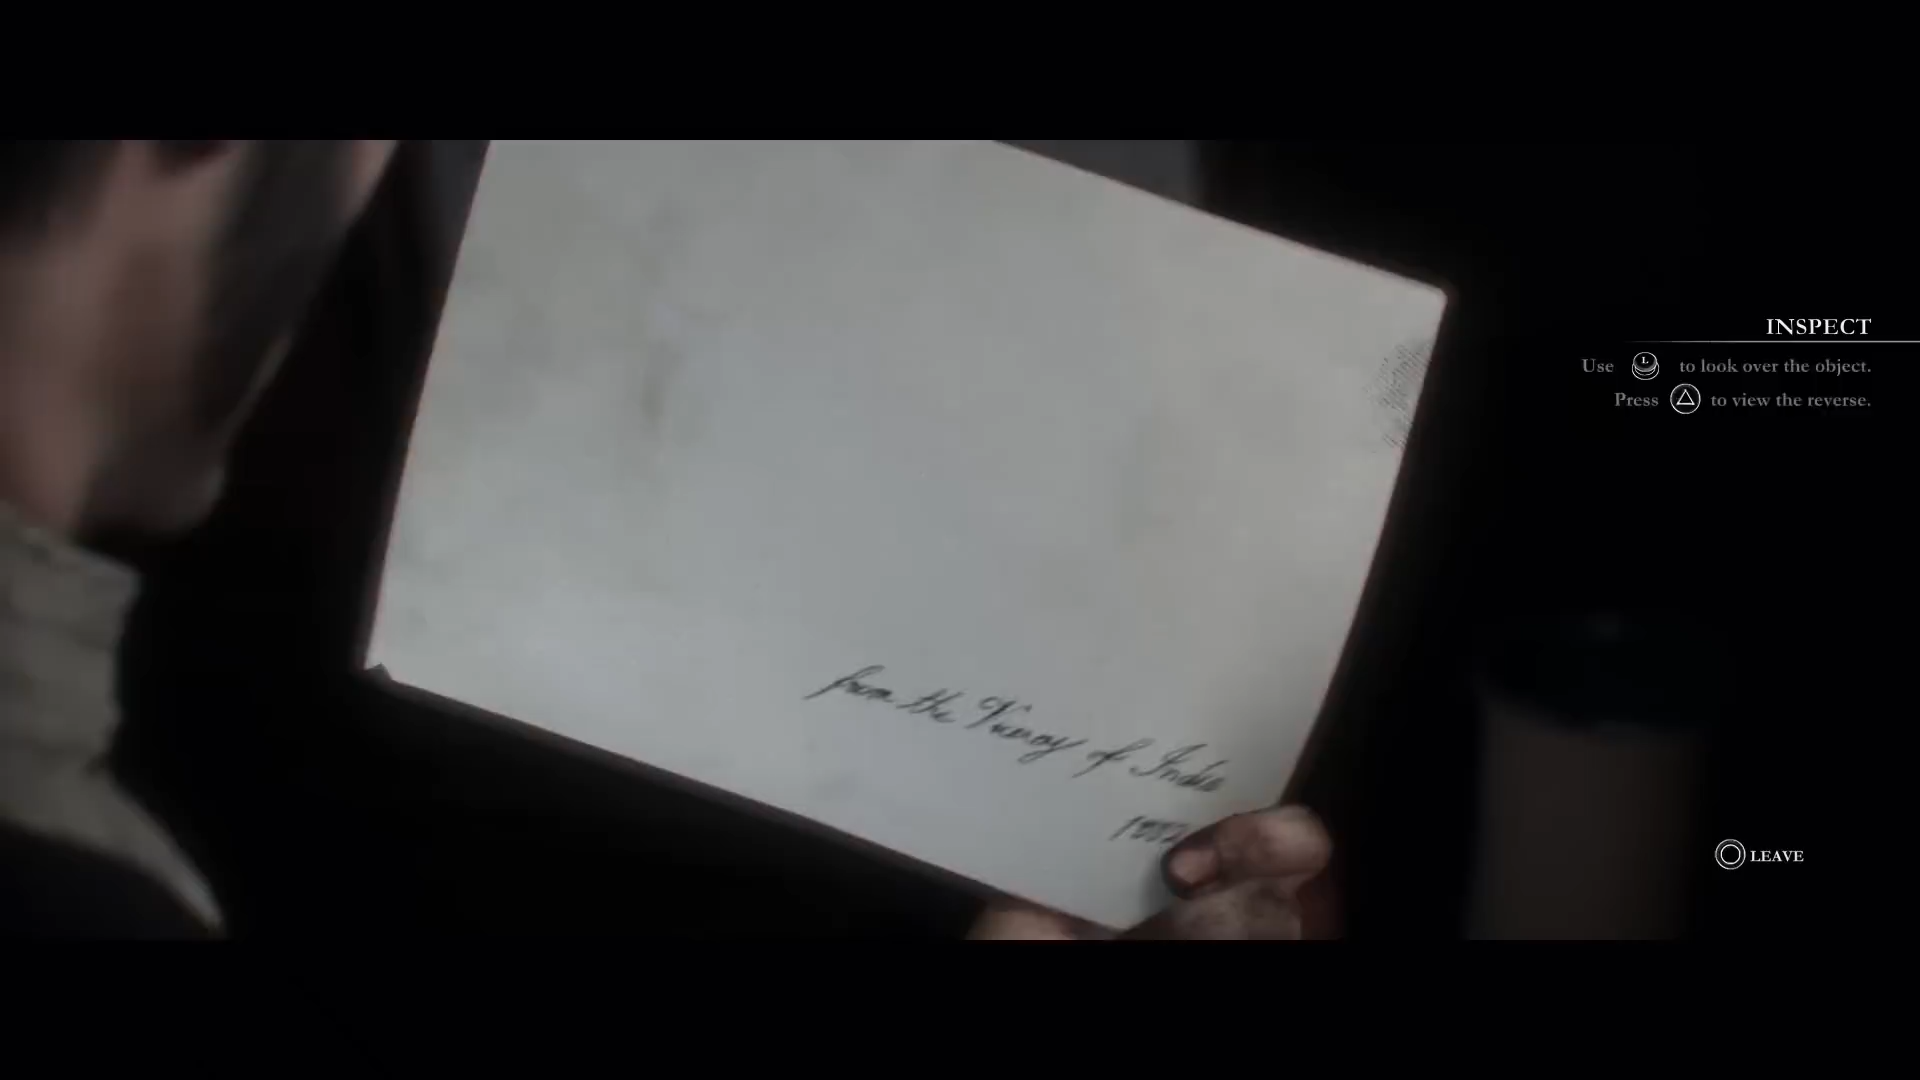 from the Viceroy of India
INSPECT
Use L to look over the object.
Press to view the reverse.
LEAVE